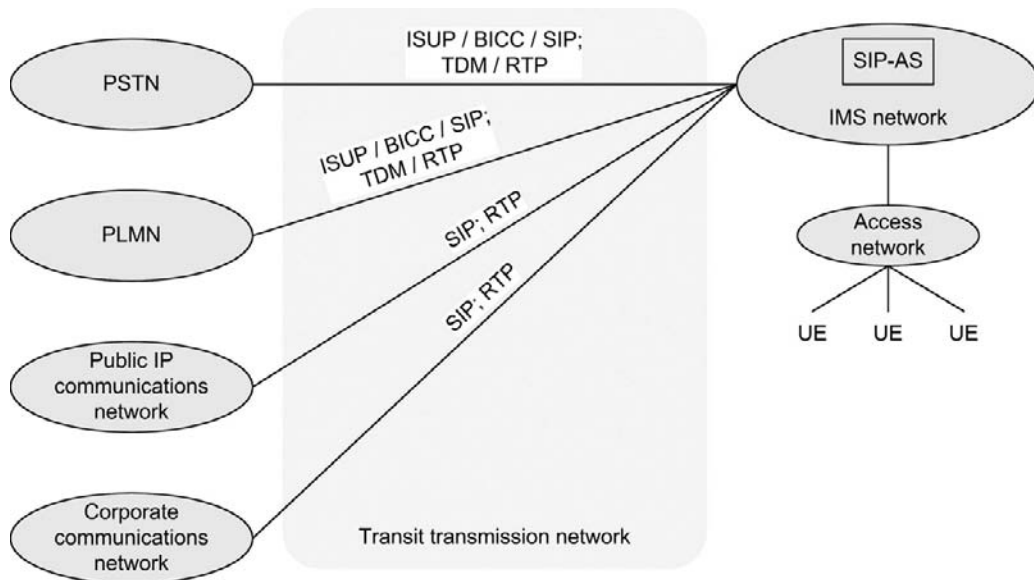 ISUP / BICC / SIP;
TDM / RTP
PSTN
SIP-AS
IMS network
ISUP / BICC / SIP;
TDM / RTP
PLMN
SIP; RTP
Access
network
SIP; RTP
UE UE UE
Public IP
communications
network
Corporate
communications
network
Transit transmission network